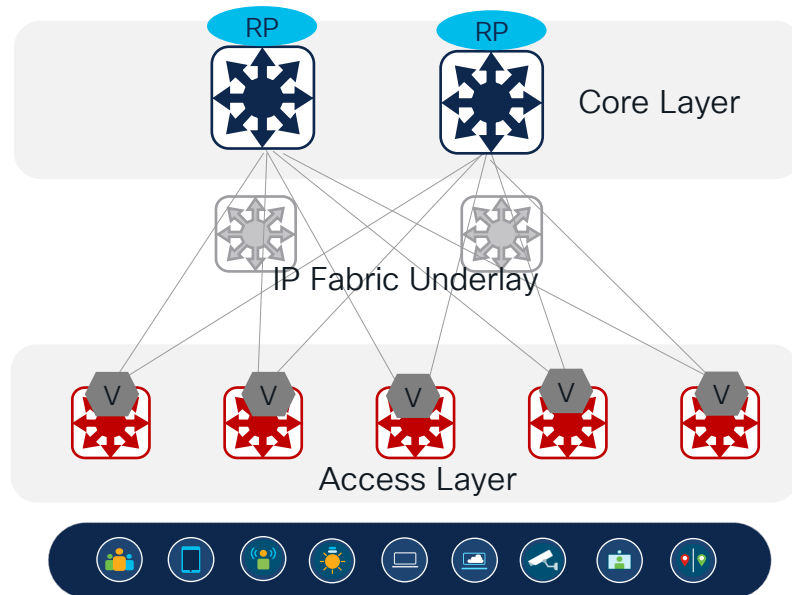 RP
RP
Core Layer
IP Fabric Underlay
V
V
V
V
V
Access Layer